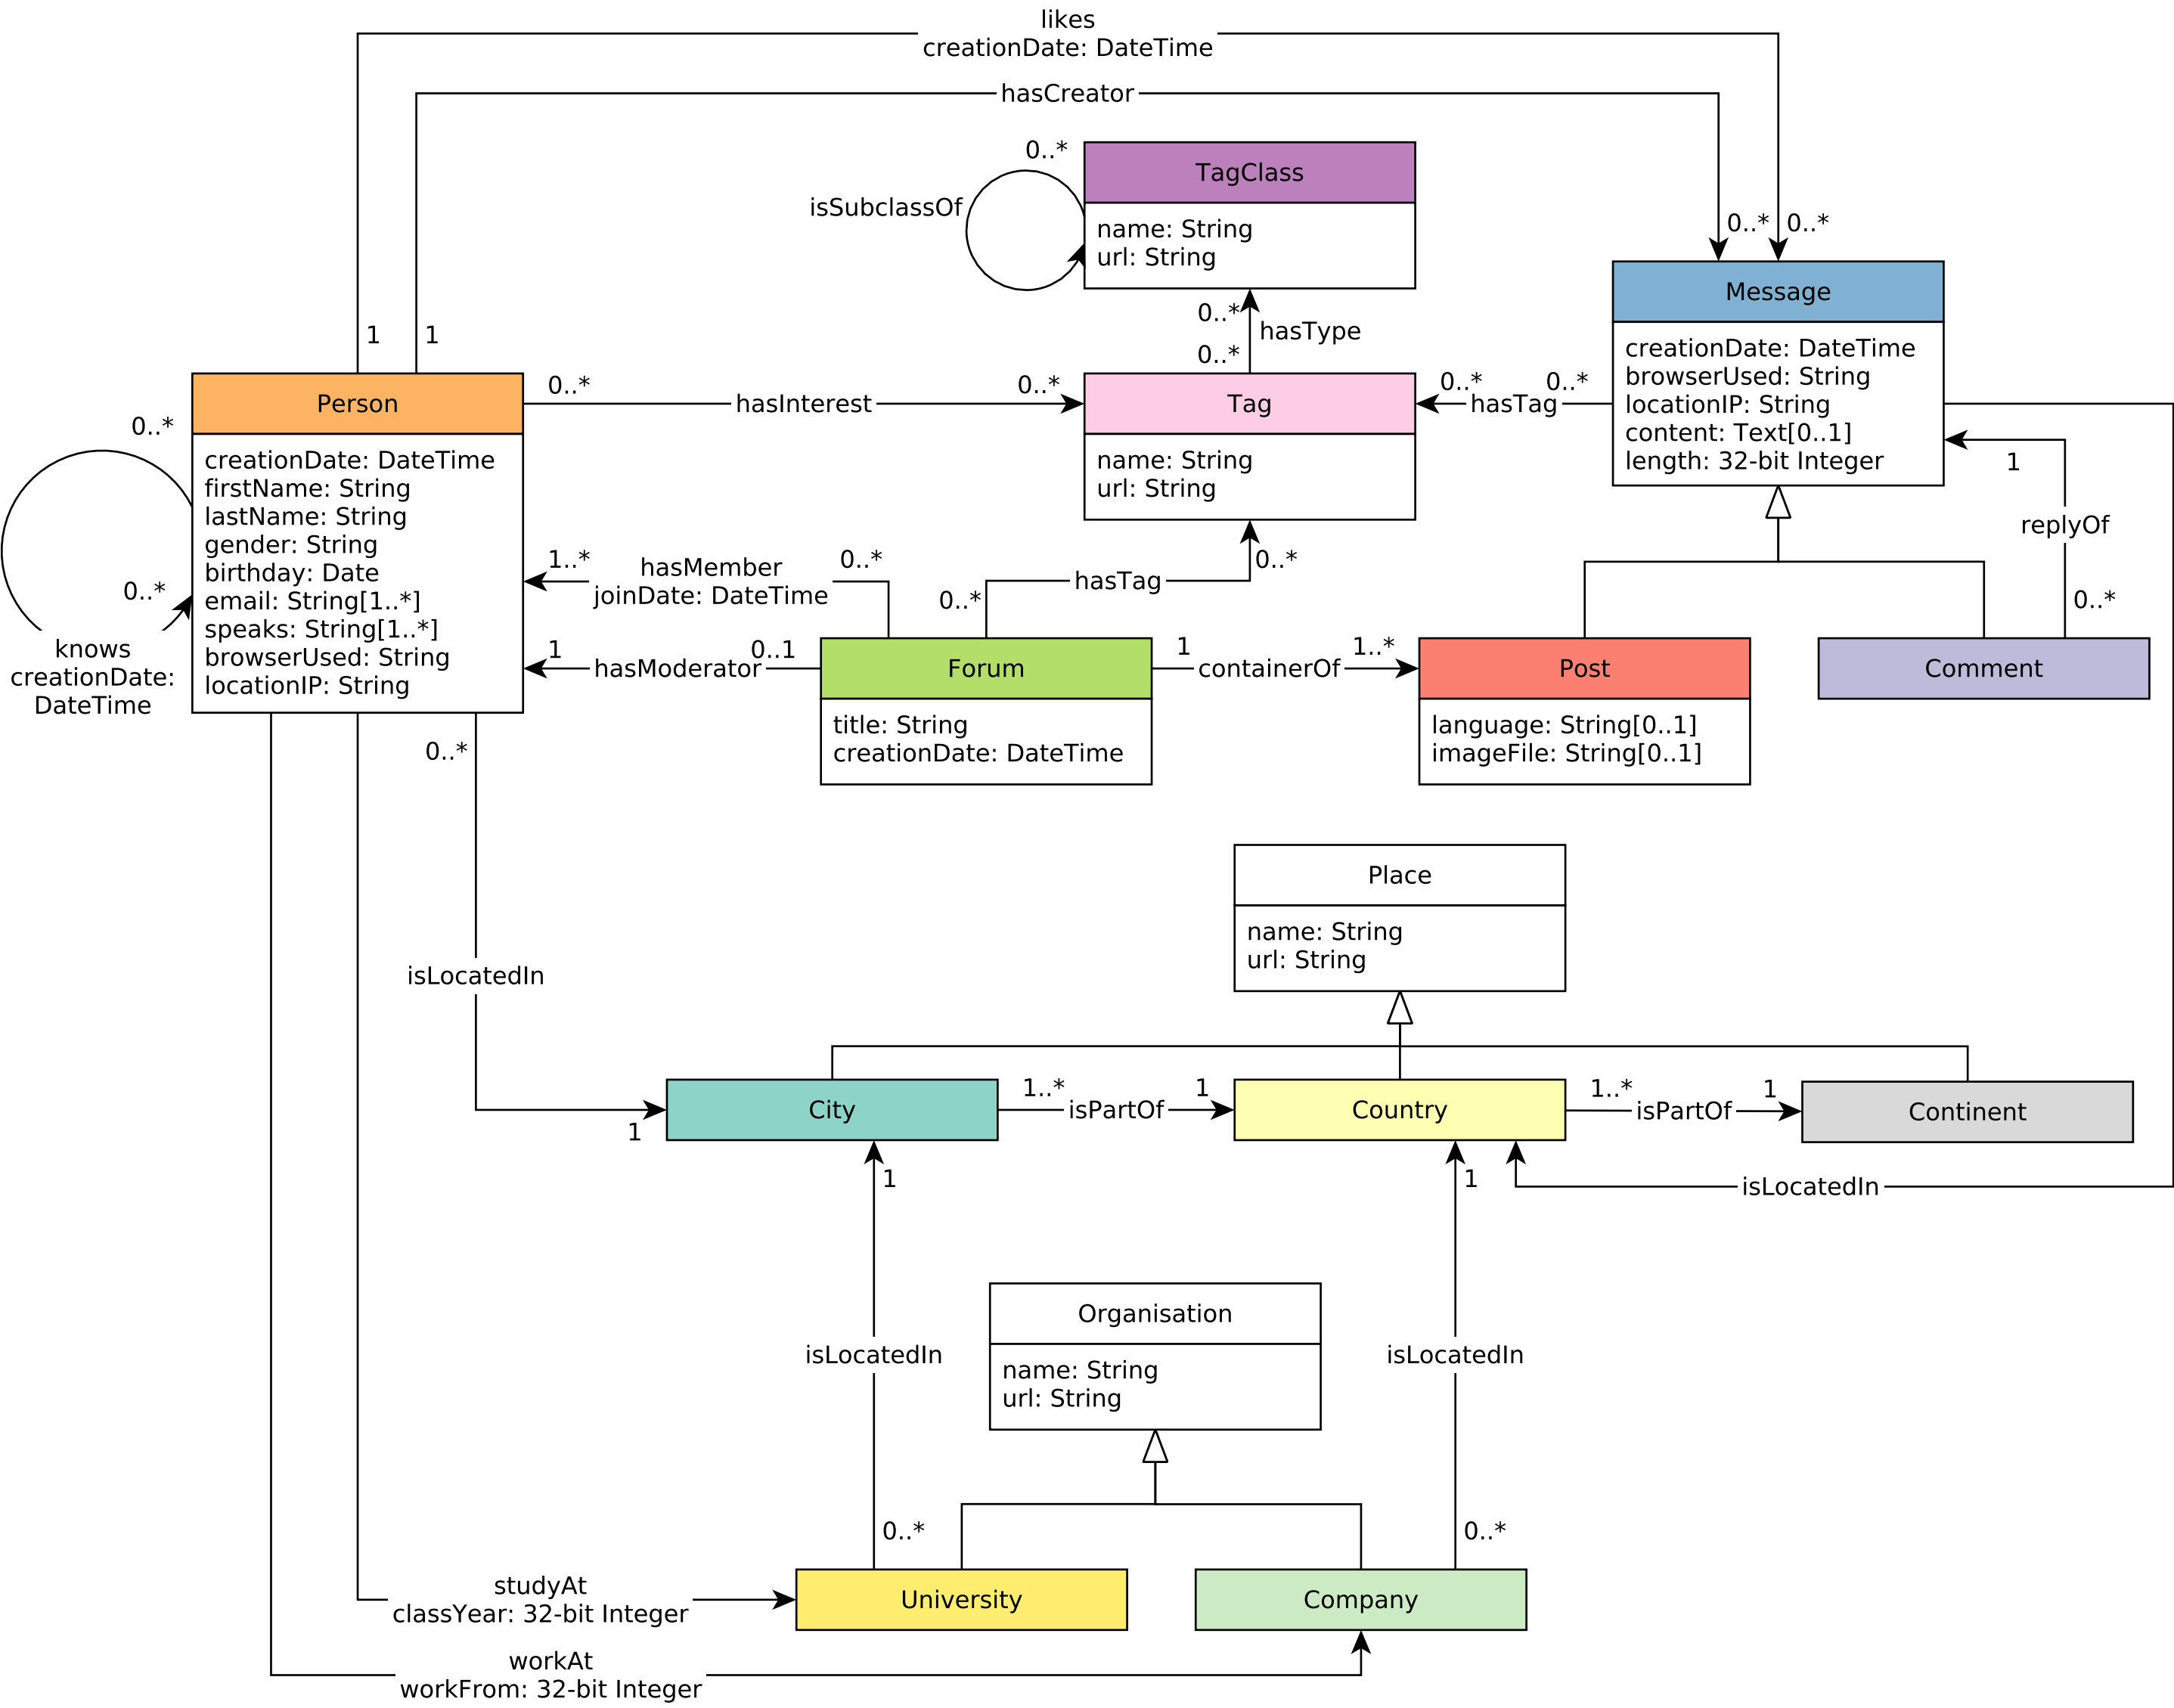 likes
creationDate: DateTime
hasCreator
0..*
TagClass
isSubclassOf
name: String
url: String
0..*
0..*
Message
0..*
hasType
0..*
1
1
creationDate: DateTime
browserUsed: String
locationIP: String
content: Text[0..1]
length: 32-bit Integer
Person
0..*
hasInterest
0..*
Tag
0..*
hasTag
0..*
0..*
creationDate: DateTime
firstName: String
lastName: String
gender: String
birthday: Date
email: String[1..*]
speaks: String[1..*]
browserUsed: String
locationIP: String
name: String
url: String
1
replyOf
0..*
0..*
knows
creationDate:
DateTime
1..*
hasMember
joinDate: DateTime
0..*
0..*
hasTag
0..*
1
hasModerator
0..1
Forum
1
containerOf
1..*
Post
Comment
title: String
creationDate: DateTime
language: String[0..1]
imageFile: String[0..1]
0..*
Place
name: String
url: String
isLocatedIn
1
City
1..*
isPartOf
1
Country
1..*
isPartOf
1
Continent
1
1
isLocatedIn
Organisation
name: String
url: String
isLocatedIn
isLocatedIn
0..*
0..*
studyAt
classYear: 32-bit Integer
University
Company
workAt
workFrom: 32-bit Integer